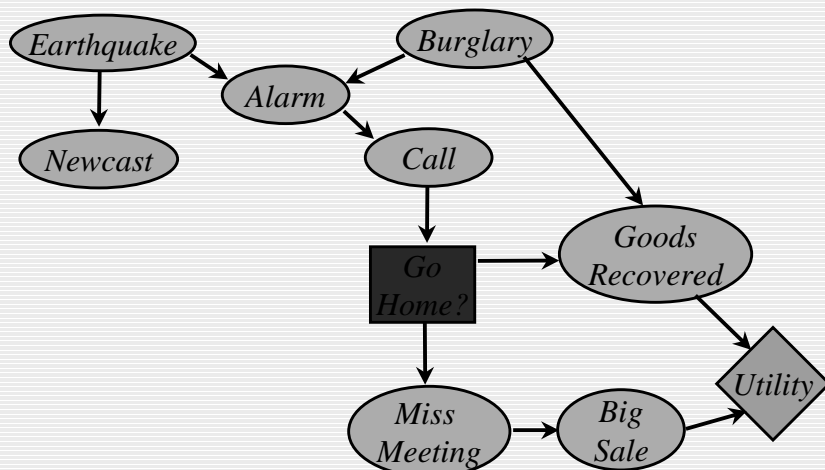 Earthquake
Burglary
Alarm
Newcast
Call
Go
Home?
Goods
Recovered
Utility
Miss
Meeting
Big
Sale